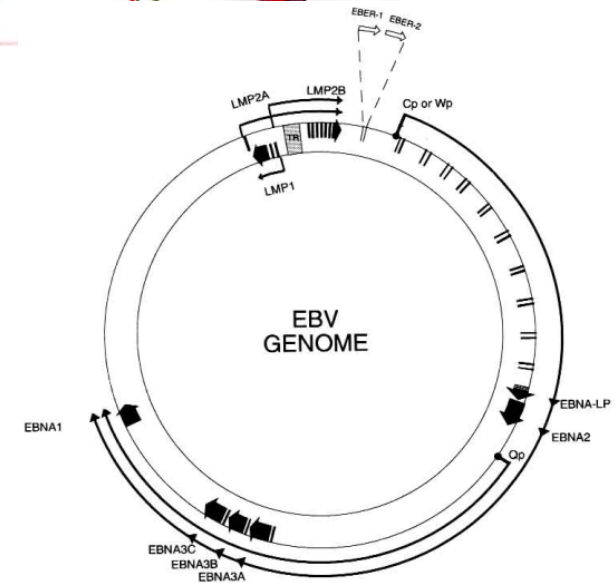 EBER-1
EBER-2
LMP2A
LMP2B
Cp or Wp
TR
LMP1
EBV
GENOME
EBNA-LP
EBNA1
EBNA2
Qp
EBNA3C
EBNA3B
EBNA3A